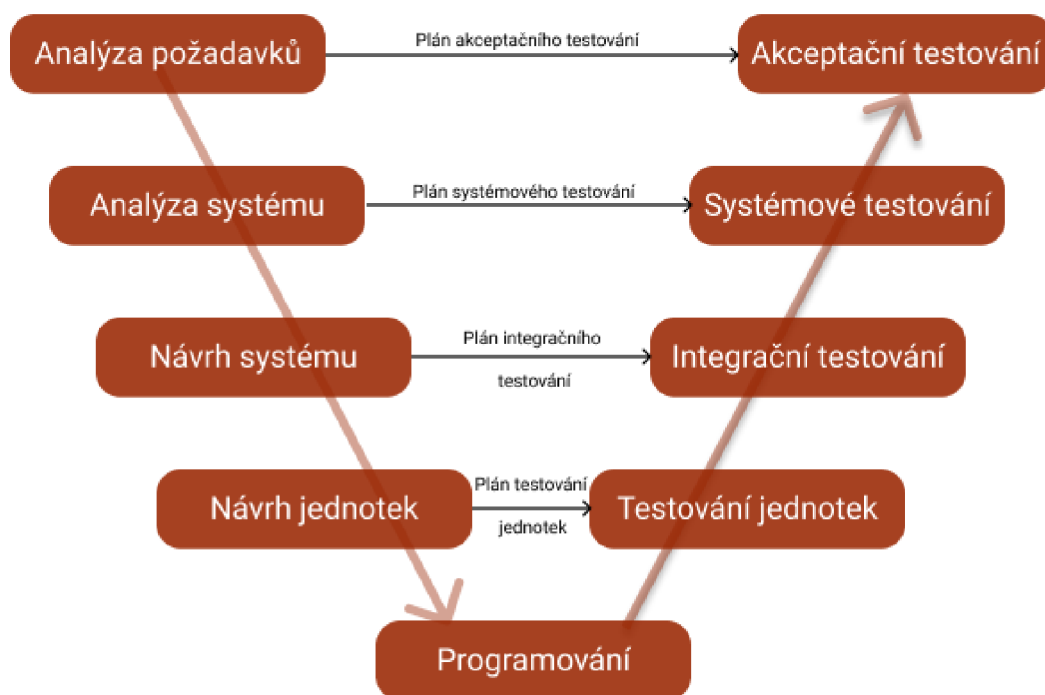 Analýza požadavků
Plán akceptačního testování
Akceptační testování
Analýza systému
Plán systémového testování
Systémové testování
Návrh systému
Plán integračního
testování
Integrační testování
Návrh jednotek
Plán testování
jednotek
Testování jednotek
Programování